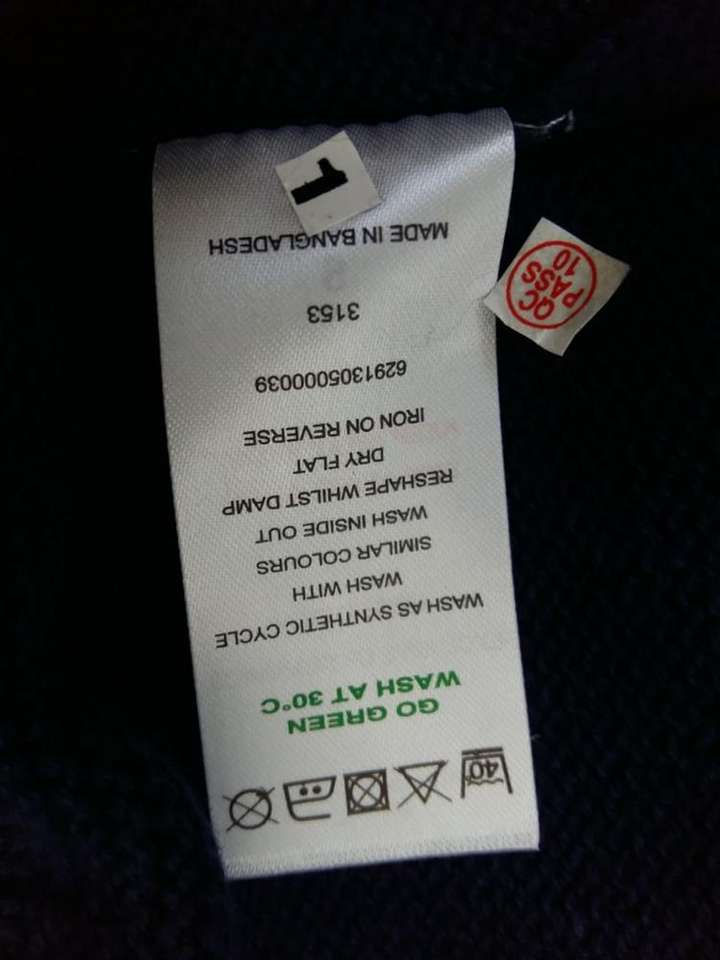 40
GO GREEN
WASH AT 30°C
WASH AS SYNTHETIC CYCLE
WASH WITH
SIMILAR COLOURS
WASH INSIDE OUT
RESHAPE WHILST DAMP
DRY FLAT
IRON ON REVERSE
6291305000039
3153
MADE IN BANGLADESH
1
QC
PASS
10